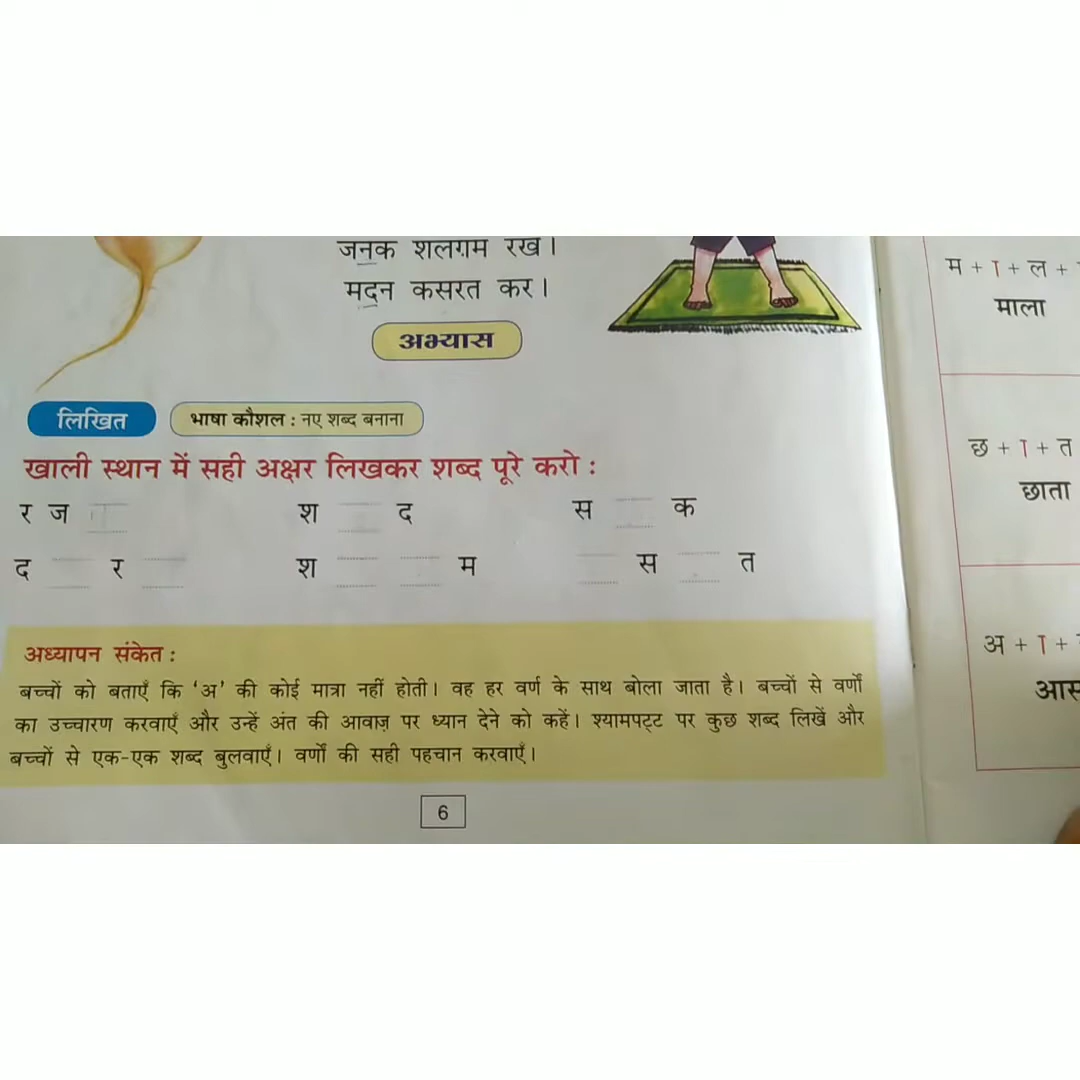 जनक शलग़म रख।
मदन कसरत कर।
अभ्यास
लिखित
भाषा कौशल : नए शब्द बनाना
खाली स्थान में सही अक्षर लिखकर शब्द पूरे करो :
र ज
श द
स क
द र
श म
स त
अध्यापन संकेत :
बच्चों को बताएँ कि 'अ' की कोई मात्रा नहीं होती। वह हर वर्ण के साथ बोला जाता है। बच्चों से वर्णों
का उच्चारण करवाएँ और उन्हें अंत की आवाज़ पर ध्यान देने को कहें। श्यामपट्ट पर कुछ शब्द लिखें और
बच्चों से एक-एक शब्द बुलवाएँ। वर्णों की सही पहचान करवाएँ।
6
म + ा + ल +
माला
छ + ा + त
छाता
अ + ा +